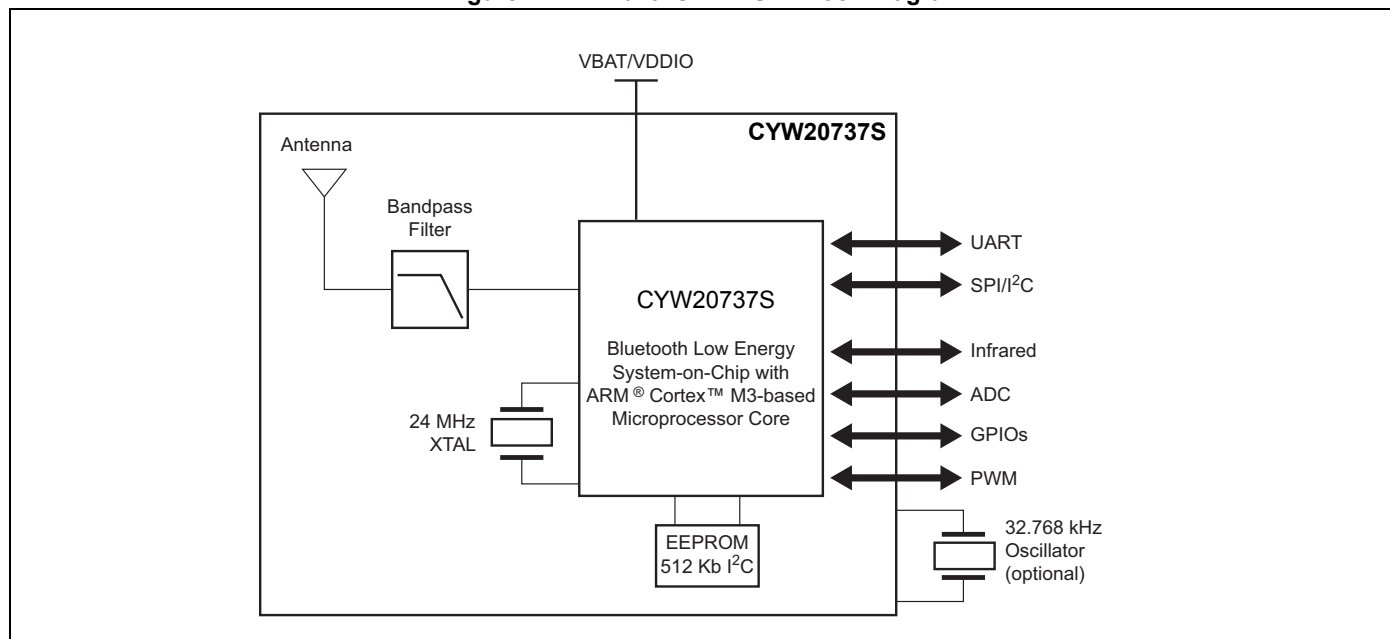 VBAT/VDDIO
CYW20737S
Antenna
Bandpass
Filter
CYW20737S
Bluetooth Low Energy
System-on-Chip with
ARM ® Cortex™ M3-based
Microprocessor Core
24 MHz
XTAL
EEPROM
512 Kb I²C
UART
SPI/I²C
Infrared
ADC
GPIOs
PWM
32.768 kHz
Oscillator
(optional)